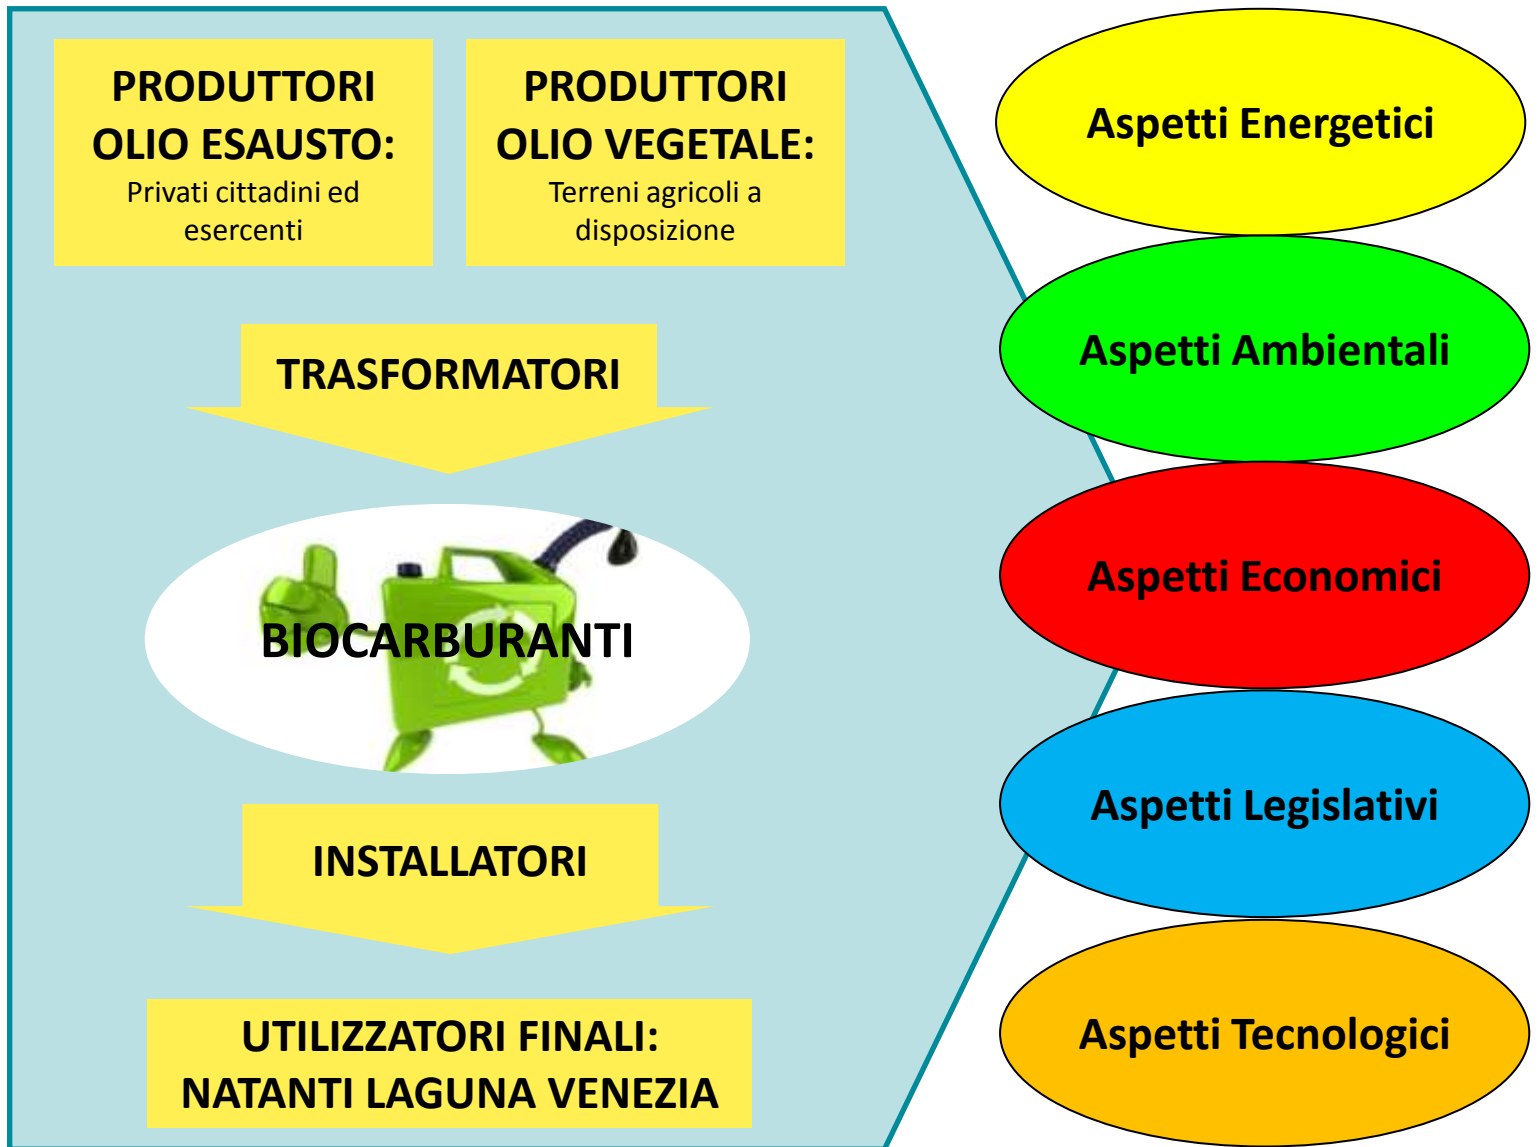 PRODUTTORI
OLIO ESAUSTO:
Privati cittadini ed
esercenti
PRODUTTORI
OLIO VEGETALE:
Terreni agricoli a
disposizione
TRASFORMATORI
BIOCARBURANTI
INSTALLATORI
UTILIZZATORI FINALI:
NATANTI LAGUNA VENEZIA
Aspetti Energetici
Aspetti Ambientali
Aspetti Economici
Aspetti Legislativi
Aspetti Tecnologici